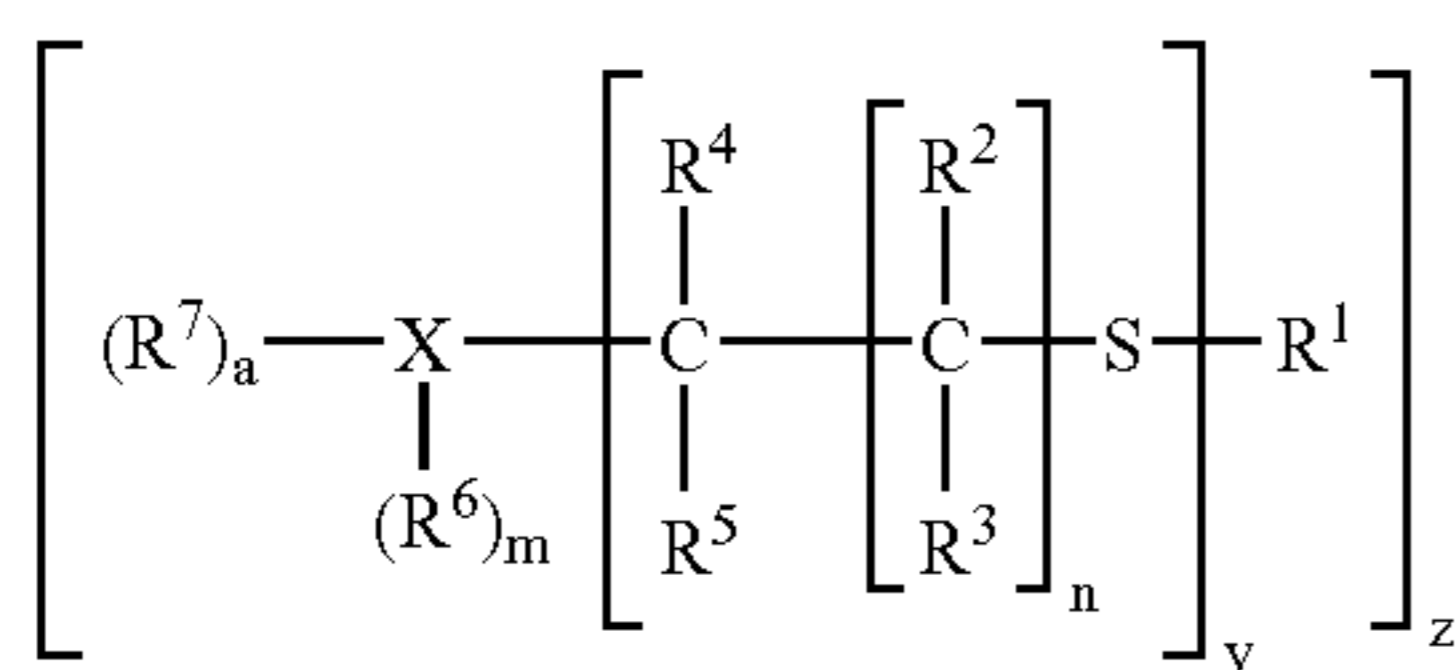 R⁴ R²
(R⁷)ₐ X C C S R¹
(R⁶)ₘ R⁵ R³ n
y z